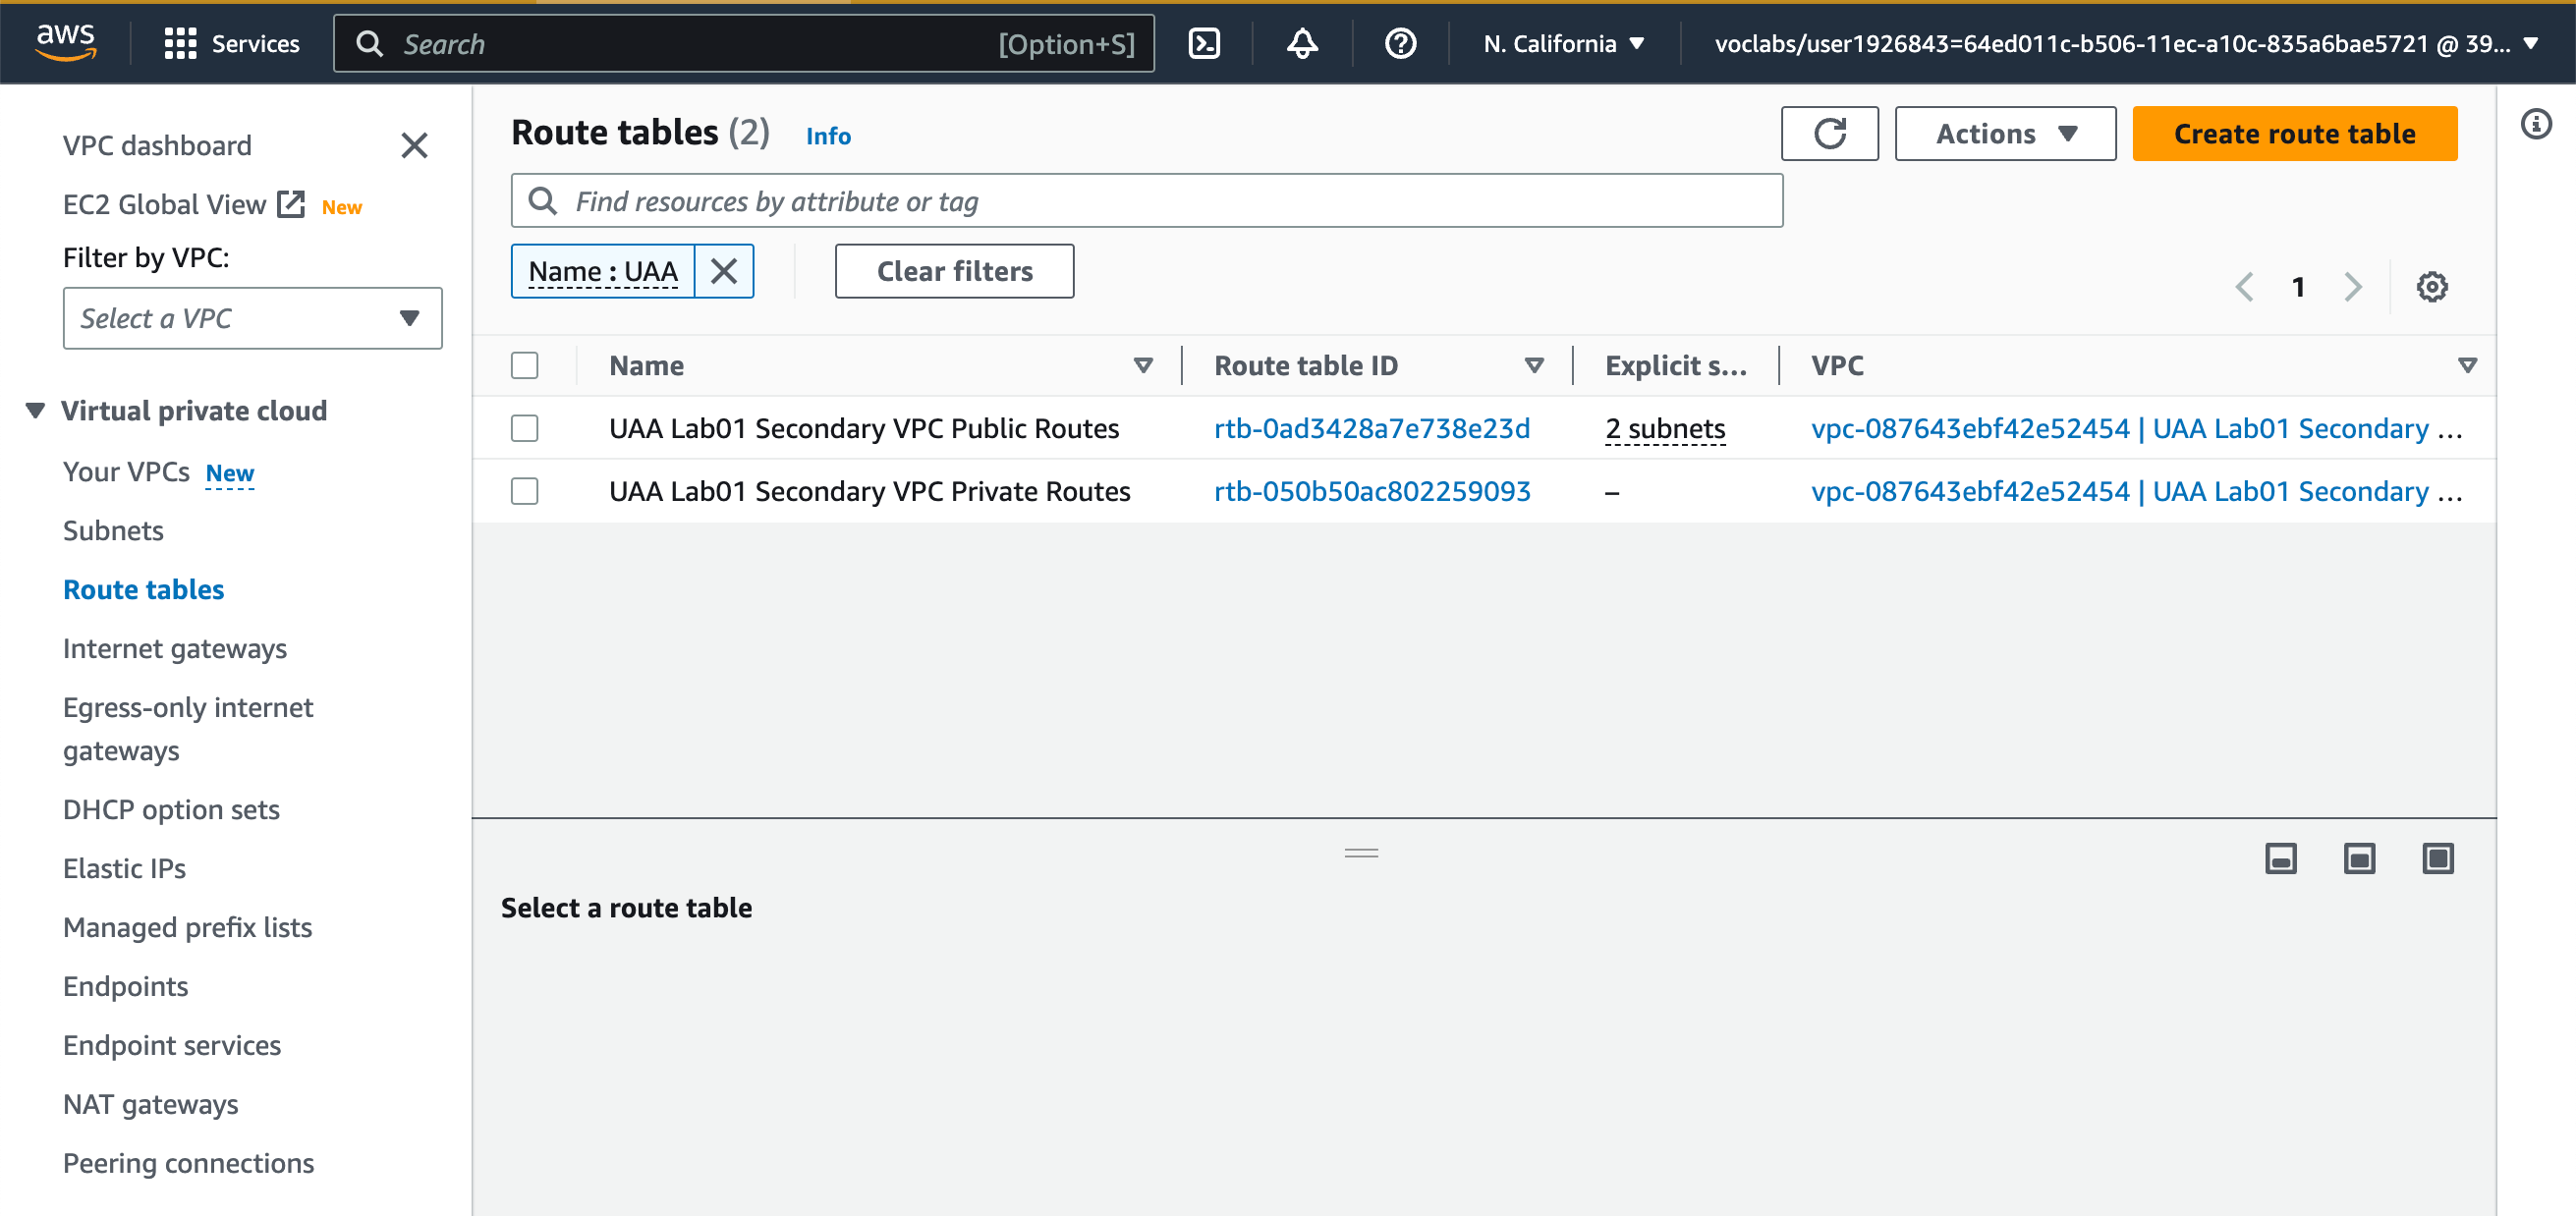 aws
Services
Search [Option+S]
N. California
voclabs/user1926843=64ed011c-b506-11ec-a10c-835a6bae5721 @ 39...
VPC dashboard
EC2 Global View New
Filter by VPC:
Select a VPC
Virtual private cloud
Your VPCs New
Subnets
Route tables
Internet gateways
Egress-only internet
gateways
DHCP option sets
Elastic IPs
Managed prefix lists
Endpoints
Endpoint services
NAT gateways
Peering connections
Route tables (2) Info
Actions
Create route table
Find resources by attribute or tag
Name : UAA
Clear filters
1
Name Route table ID Explicit s... VPC
UAA Lab01 Secondary VPC Public Routes rtb-0ad3428a7e738e23d 2 subnets vpc-087643ebf42e52454 | UAA Lab01 Secondary ...
UAA Lab01 Secondary VPC Private Routes rtb-050b50ac802259093 – vpc-087643ebf42e52454 | UAA Lab01 Secondary ...
Select a route table